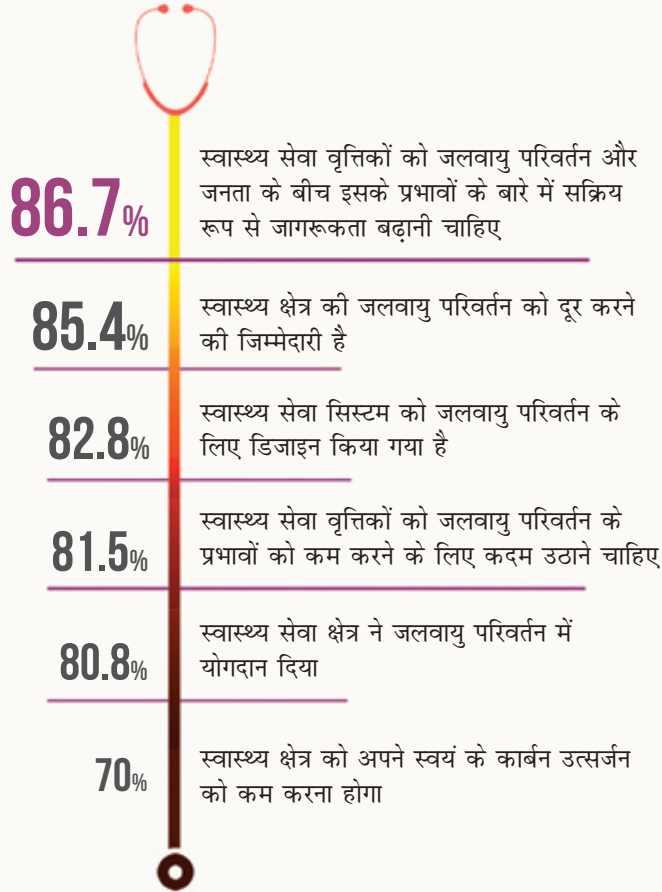 86.7%
स्वास्थ्य सेवा वृत्तिकों को जलवायु परिवर्तन और
जनता के बीच इसके प्रभावों के बारे में सक्रिय
रूप से जागरूकता बढ़ानी चाहिए
85.4%
स्वास्थ्य क्षेत्र की जलवायु परिवर्तन को दूर करने
की जिम्मेदारी है
82.8%
स्वास्थ्य सेवा सिस्टम को जलवायु परिवर्तन के
लिए डिजाइन किया गया है
81.5%
स्वास्थ्य सेवा वृत्तिकों को जलवायु परिवर्तन के
प्रभावों को कम करने के लिए कदम उठाने चाहिए
80.8%
स्वास्थ्य सेवा क्षेत्र ने जलवायु परिवर्तन में
योगदान दिया
70%
स्वास्थ्य क्षेत्र को अपने स्वयं के कार्बन उत्सर्जन
को कम करना होगा